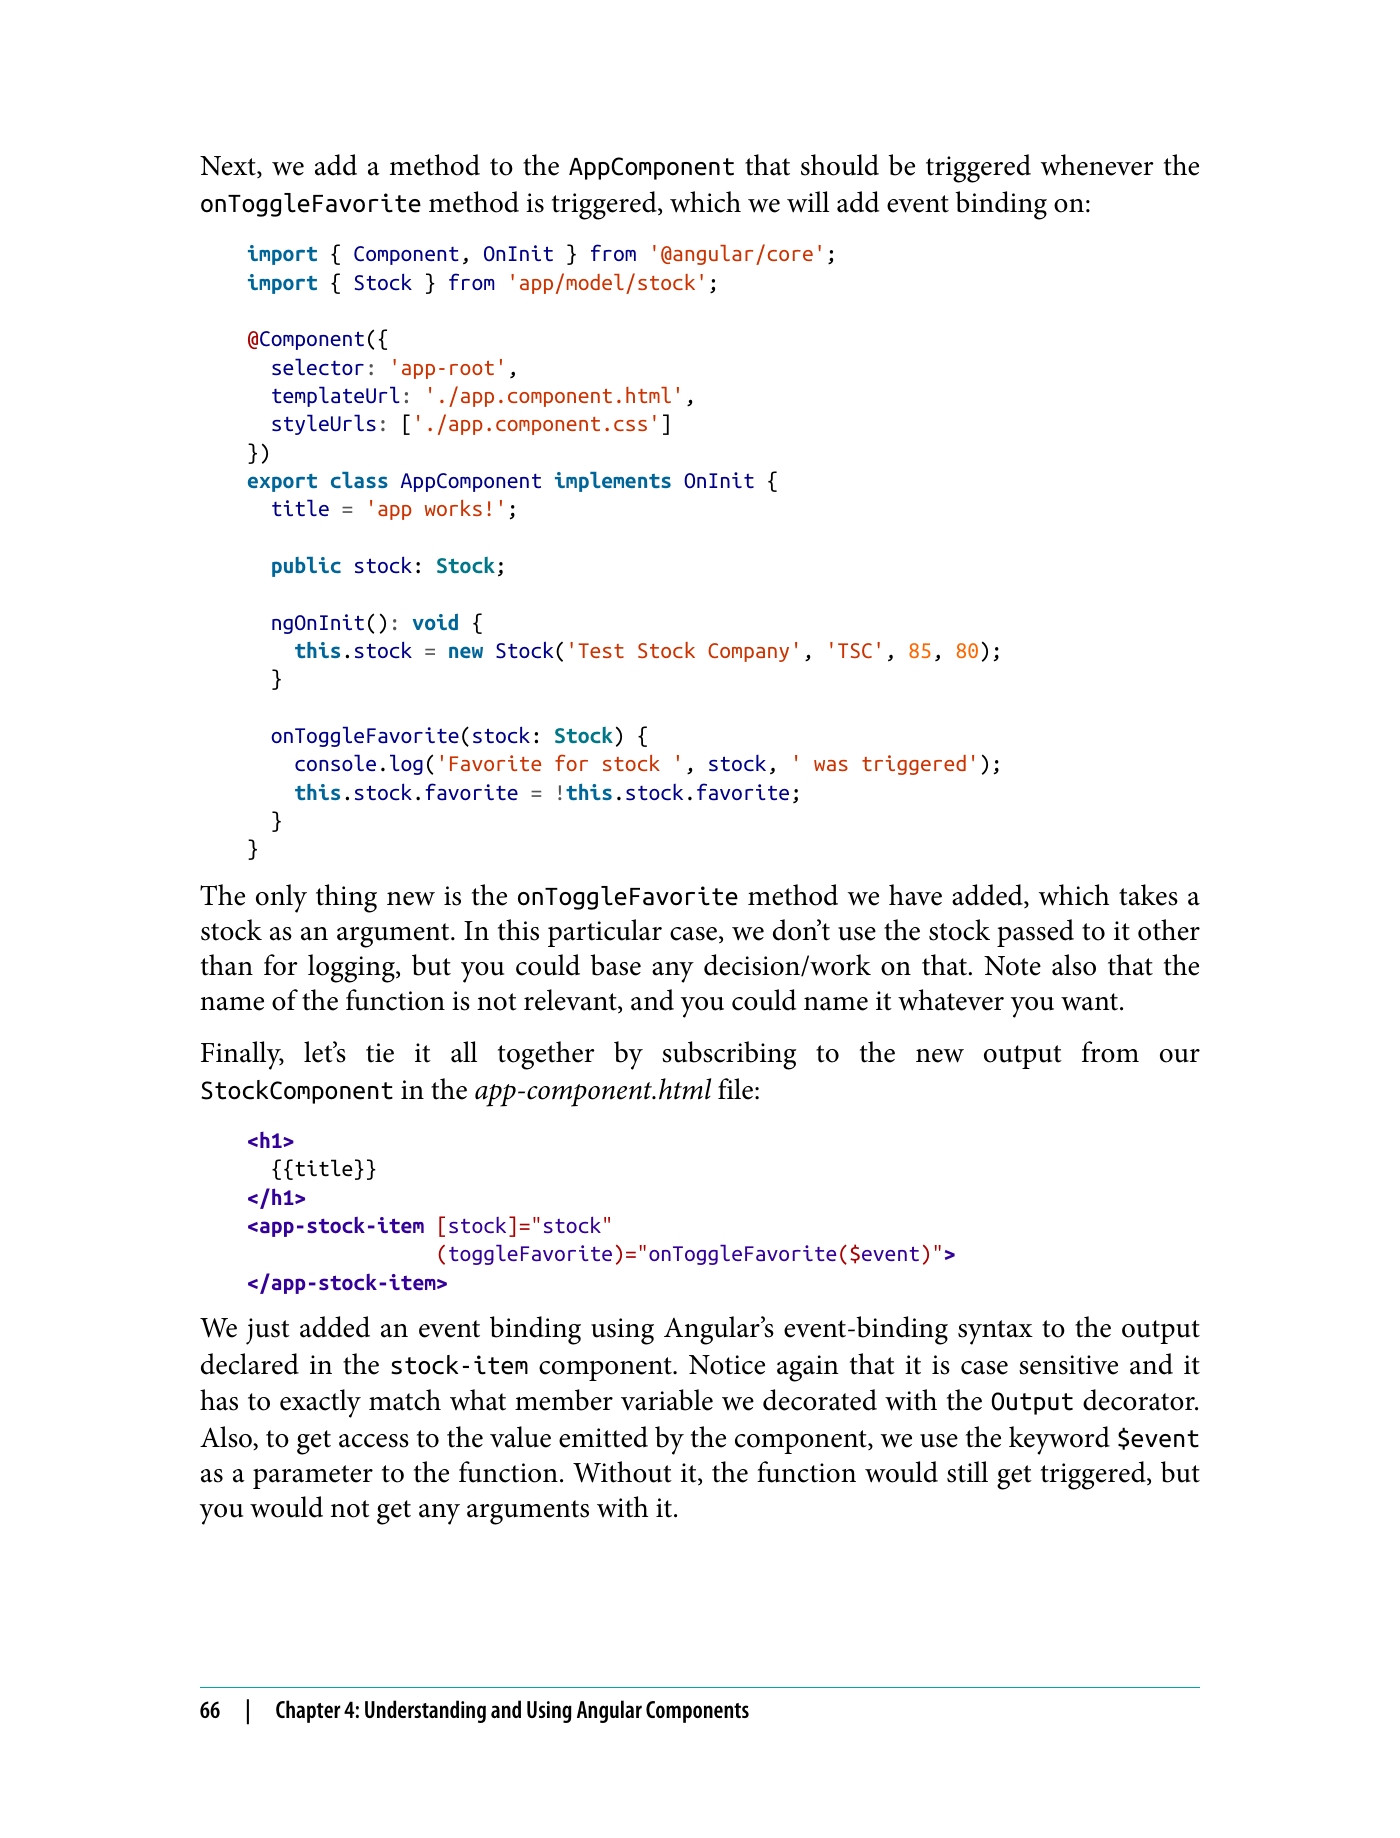 Next, we add a method to the AppComponent that should be triggered whenever the
onToggleFavorite method is triggered, which we will add event binding on:
import { Component, OnInit } from '@angular/core';
import { Stock } from 'app/model/stock';
@Component({
  selector: 'app-root',
  templateUrl: './app.component.html',
  styleUrls: ['./app.component.css']
})
export class AppComponent implements OnInit {
  title = 'app works!';
  public stock: Stock;
  ngOnInit(): void {
    this.stock = new Stock('Test Stock Company', 'TSC', 85, 80);
  }
  onToggleFavorite(stock: Stock) {
    console.log('Favorite for stock ', stock, ' was triggered');
    this.stock.favorite = !this.stock.favorite;
  }
}
The only thing new is the onToggleFavorite method we have added, which takes a
stock as an argument. In this particular case, we don’t use the stock passed to it other
than for logging, but you could base any decision/work on that. Note also that the
name of the function is not relevant, and you could name it whatever you want.
Finally, let’s tie it all together by subscribing to the new output from our
StockComponent in the app-component.html file:
<h1>
  {{title}}
</h1>
<app-stock-item [stock]="stock"
                (toggleFavorite)="onToggleFavorite($event)">
</app-stock-item>
We just added an event binding using Angular’s event-binding syntax to the output
declared in the stock-item component. Notice again that it is case sensitive and it
has to exactly match what member variable we decorated with the Output decorator.
Also, to get access to the value emitted by the component, we use the keyword $event
as a parameter to the function. Without it, the function would still get triggered, but
you would not get any arguments with it.
66 | Chapter 4: Understanding and Using Angular Components